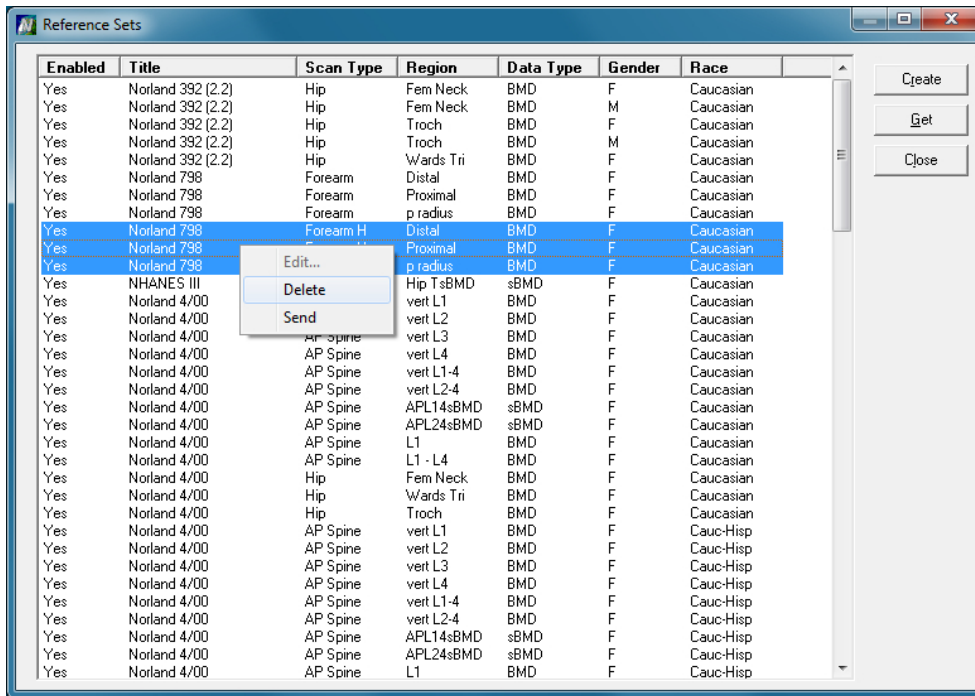 Reference Sets
Enabled Title Scan Type Region Data Type Gender Race
Yes Norland 392 (2.2) Hip Fem Neck BMD F Caucasian
Yes Norland 392 (2.2) Hip Fem Neck BMD M Caucasian
Yes Norland 392 (2.2) Hip Troch BMD F Caucasian
Yes Norland 392 (2.2) Hip Troch BMD M Caucasian
Yes Norland 392 (2.2) Hip Wards Tri BMD F Caucasian
Yes Norland 798 Forearm Distal BMD F Caucasian
Yes Norland 798 Forearm Proximal BMD F Caucasian
Yes Norland 798 Forearm p radius BMD F Caucasian
Yes Norland 798 Forearm H Distal BMD F Caucasian
Yes Norland 798 Proximal BMD F Caucasian
Yes Norland 798 p radius BMD F Caucasian
Yes NHANES III Hip TsBMD sBMD F Caucasian
Yes Norland 4/00 vert L1 BMD F Caucasian
Yes Norland 4/00 vert L2 BMD F Caucasian
Yes Norland 4/00 AP Spine vert L3 BMD F Caucasian
Yes Norland 4/00 AP Spine vert L4 BMD F Caucasian
Yes Norland 4/00 AP Spine vert L1-4 BMD F Caucasian
Yes Norland 4/00 AP Spine vert L2-4 BMD F Caucasian
Yes Norland 4/00 AP Spine APL14sBMD sBMD F Caucasian
Yes Norland 4/00 AP Spine APL24sBMD sBMD F Caucasian
Yes Norland 4/00 AP Spine L1 BMD F Caucasian
Yes Norland 4/00 AP Spine L1 - L4 BMD F Caucasian
Yes Norland 4/00 Hip Fem Neck BMD F Caucasian
Yes Norland 4/00 Hip Wards Tri BMD F Caucasian
Yes Norland 4/00 Hip Troch BMD F Caucasian
Yes Norland 4/00 AP Spine vert L1 BMD F Cauc-Hisp
Yes Norland 4/00 AP Spine vert L2 BMD F Cauc-Hisp
Yes Norland 4/00 AP Spine vert L3 BMD F Cauc-Hisp
Yes Norland 4/00 AP Spine vert L4 BMD F Cauc-Hisp
Yes Norland 4/00 AP Spine vert L1-4 BMD F Cauc-Hisp
Yes Norland 4/00 AP Spine vert L2-4 BMD F Cauc-Hisp
Yes Norland 4/00 AP Spine APL14sBMD sBMD F Cauc-Hisp
Yes Norland 4/00 AP Spine APL24sBMD sBMD F Cauc-Hisp
Yes Norland 4/00 AP Spine L1 BMD F Cauc-Hisp
Edit...
Delete
Send
Create
Get
Close